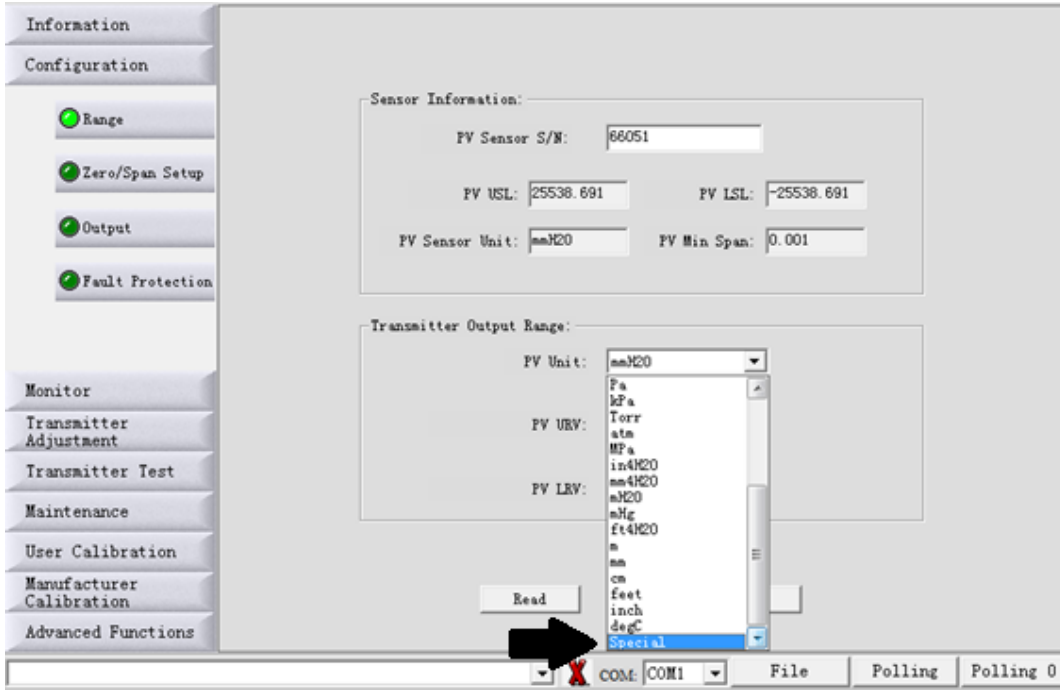 Information
Configuration
Range
Zero/Span Setup
Output
Fault Protection
Monitor
Transmitter
Adjustment
Transmitter Test
Maintenance
User Calibration
Manufacturer
Calibration
Advanced Functions
Sensor Information:
PV Sensor S/N: 66051
PV USL: 25538.691 PV LSL: -25538.691
PV Sensor Unit: mmH20 PV Min Span: 0.001
Transmitter Output Range:
PV Unit: mmH20
Pa
kPa
Torr
atm
MPa
in4H20
mm4H20
mH20
mHg
ft4H20
m
mm
cm
feet
inch
degC
Special
PV URV:
PV LRV:
Read
COM: COM1 File Polling Polling 0